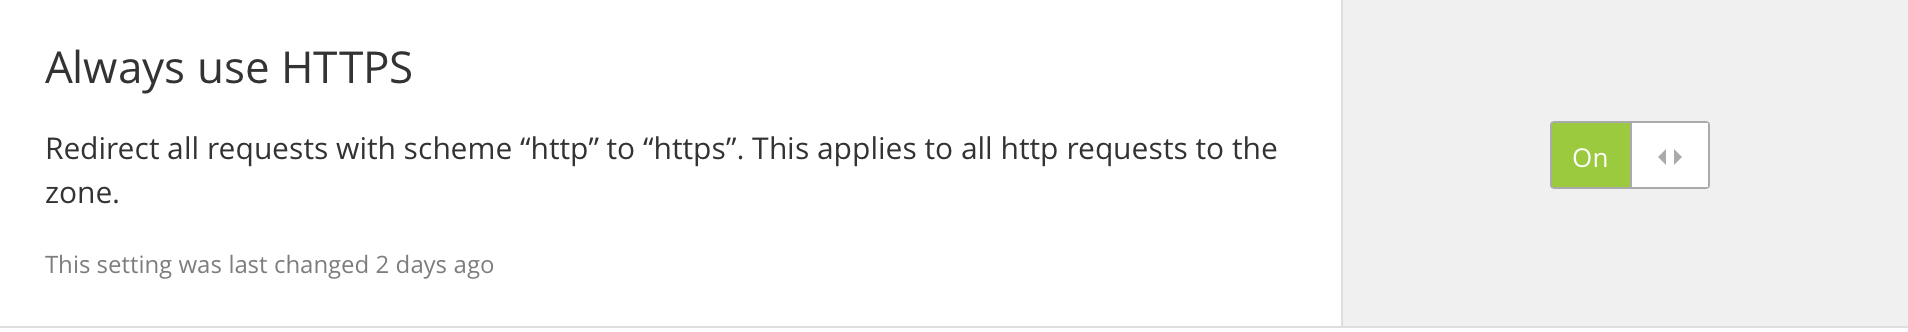 Always use HTTPS
Redirect all requests with scheme “http” to “https”. This applies to all http requests to the
zone.
This setting was last changed 2 days ago
On